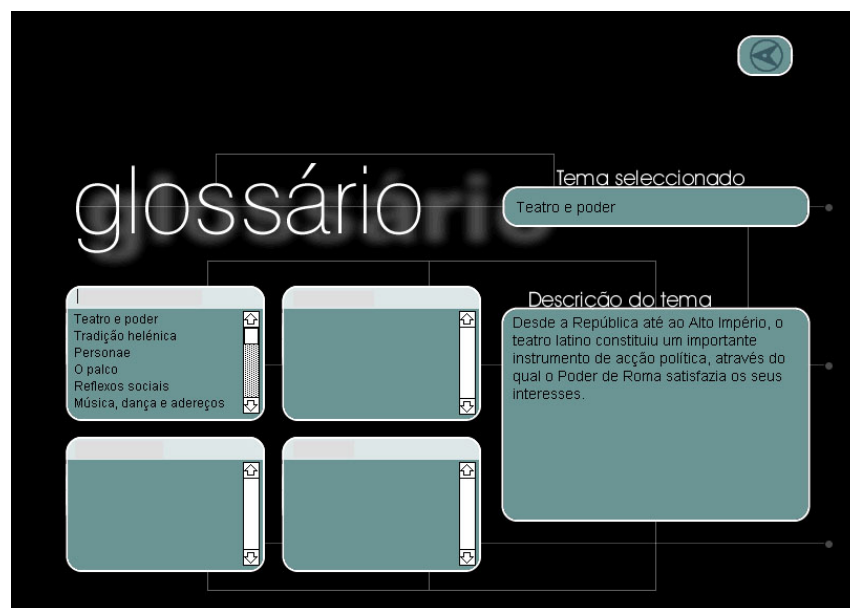 glossário
Tema seleccionado
Teatro e poder
Teatro e poder
Tradição helénica
Personae
O palco
Reflexos sociais
Música, dança e adereços
Descrição do tema
Desde a República até ao Alto Império, o
teatro latino constituiu um importante
instrumento de acção política, através do
qual o Poder de Roma satisfazia os seus
interesses.